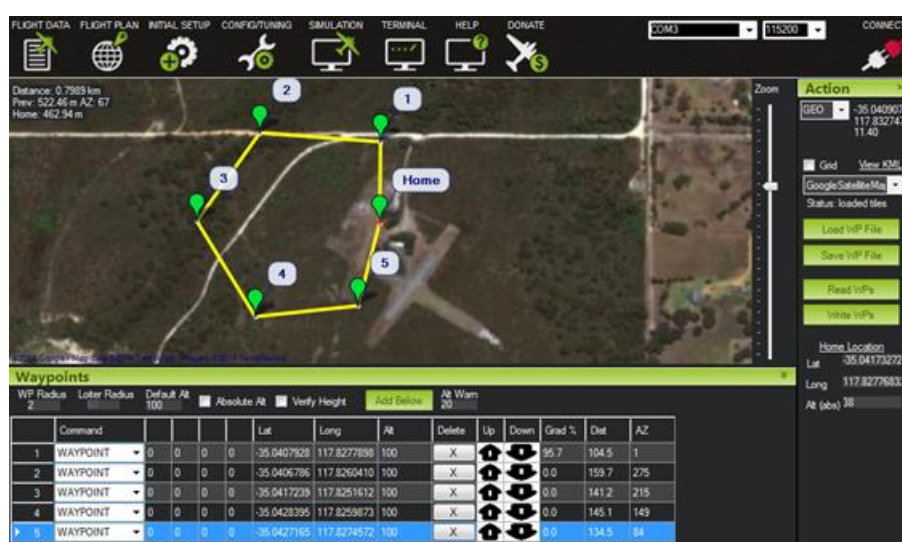 FLIGHT DATA FLIGHT PLAN INITIAL SETUP CONFIG/TUNING SIMULATION TERMINAL HELP DONATE COM3 115200 CONNECT
Distance: 0.7989 km
Prev: 522.46 m AZ: 67
Home: 462.94 m
2
1
3
Home
5
4
Zoom
Action
GEO -35.040907
117.832747
11.40
Grid View KML
GoogleSatelliteMap
Status: loaded tiles
Load WP File
Save WP File
Read WPs
Write WPs
Home Location
Lat -35.04173272
Long 117.82776833
Alt (abs) 38
Waypoints
WP Radius Loiter Radius Default Alt Alt Warn
2 100 Absolute Alt Verify Height Add Below 20
Command Lat Long Alt Delete Up Down Grad % Dist AZ
1 WAYPOINT 0 0 0 0 -35.0407928 117.8277898 100 X 95.7 104.5 1
2 WAYPOINT 0 0 0 0 -35.0406786 117.8260410 100 X 0.0 159.7 275
3 WAYPOINT 0 0 0 0 -35.0417239 117.8251612 100 X 0.0 141.2 215
4 WAYPOINT 0 0 0 0 -35.0428395 117.8259873 100 X 0.0 145.1 149
5 WAYPOINT 0 0 0 0 -35.0427165 117.8274572 100 X 0.0 134.5 84